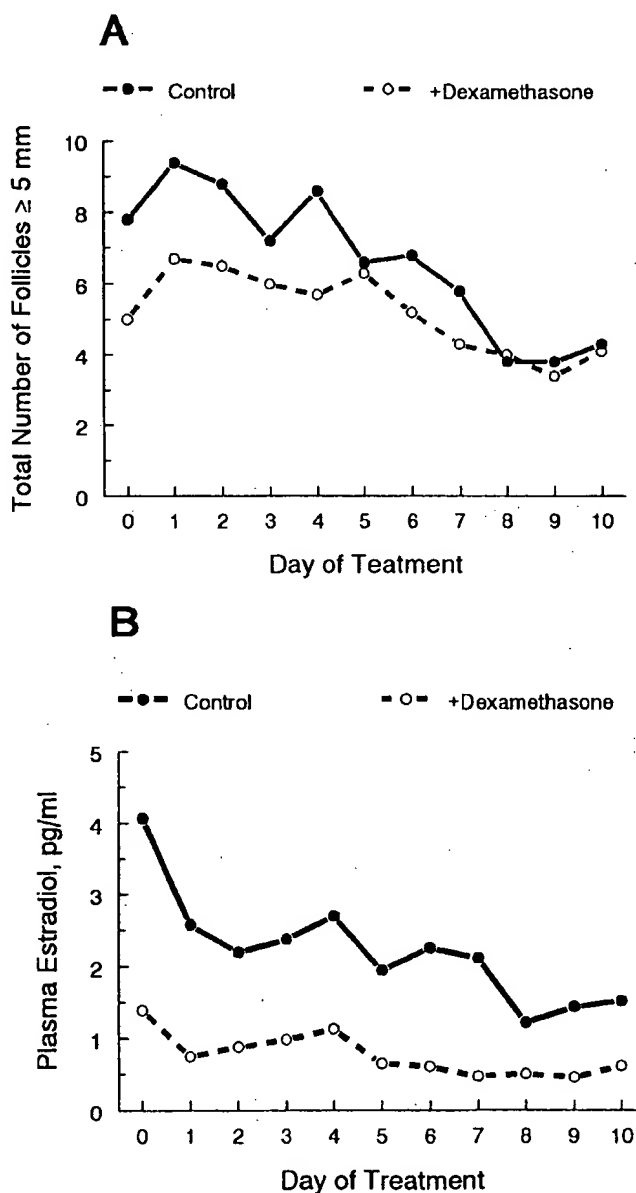 A
Control +Dexamethasone
Total Number of Follicles ≥ 5 mm
10
8
6
4
2
0
0 1 2 3 4 5 6 7 8 9 10
Day of Teatment
B
Control +Dexamethasone
Plasma Estradiol, pg/ml
5
4
3
2
1
0
0 1 2 3 4 5 6 7 8 9 10
Day of Treatment